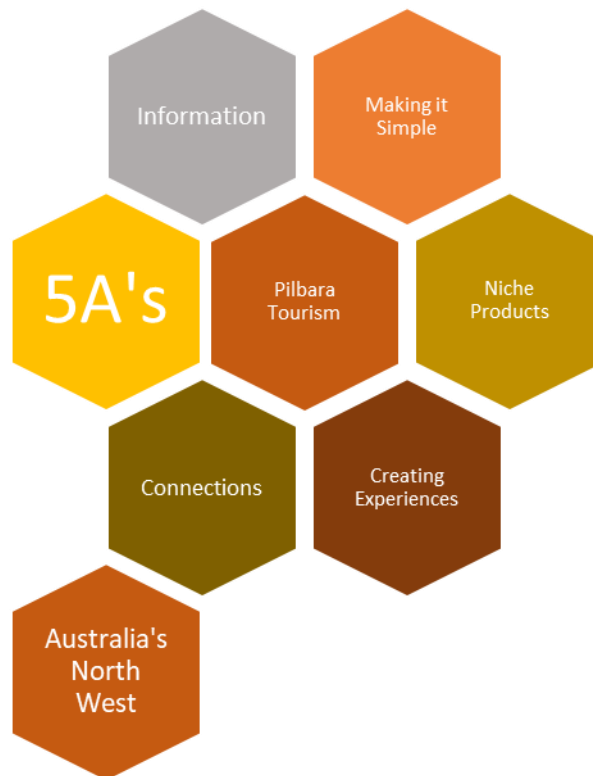 Information
Making it
Simple
5A's
Pilbara
Tourism
Niche
Products
Connections
Creating
Experiences
Australia's
North
West